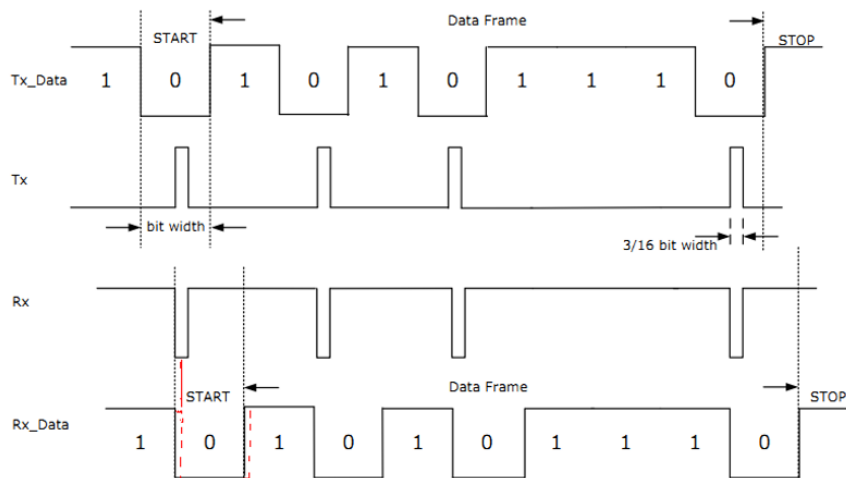 Data Frame
START
STOP
Tx_Data
1 0 1 0 1 0 1 1 1 0
Tx
bit width
3/16 bit width
Rx
START
Data Frame
STOP
Rx_Data
1 0 1 0 1 0 1 1 1 0